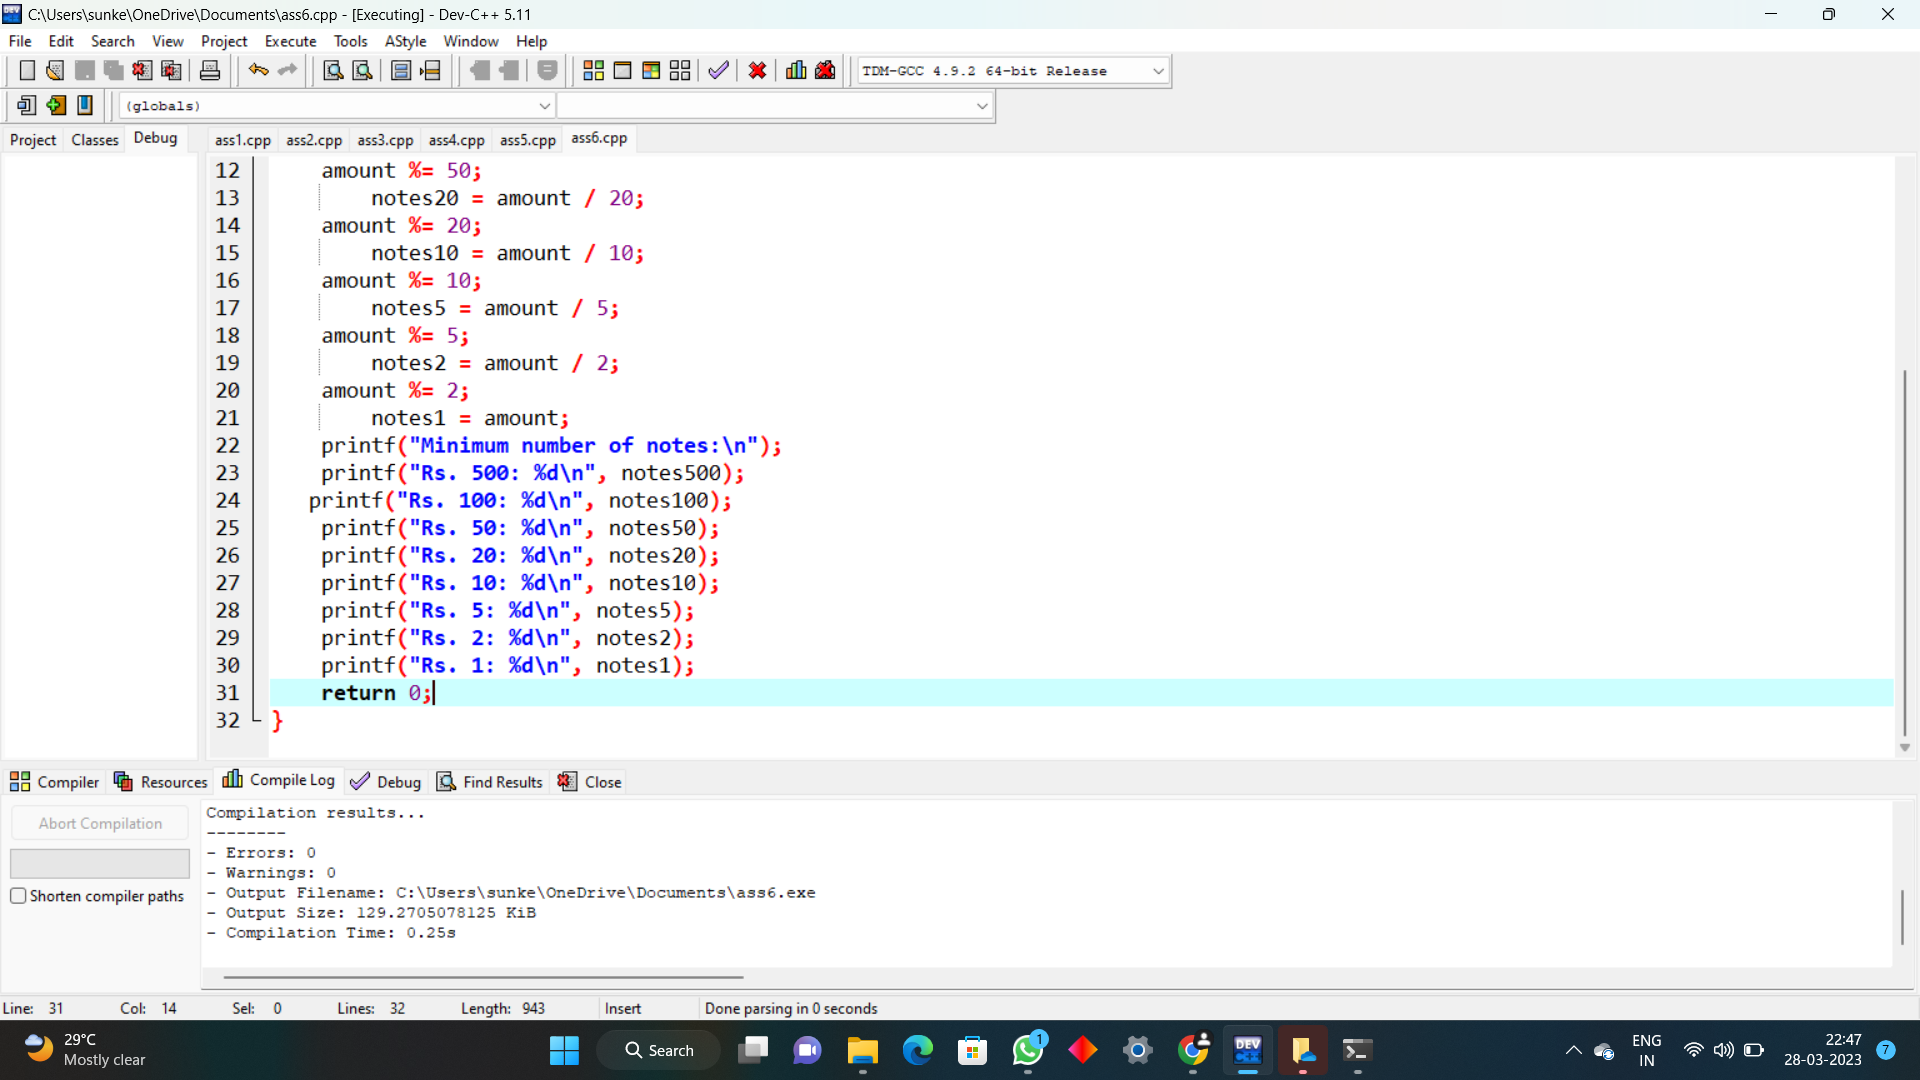 C:\Users\sunke\OneDrive\Documents\ass6.cpp - [Executing] - Dev-C++ 5.11
File Edit Search View Project Execute Tools AStyle Window Help
TDM-GCC 4.9.2 64-bit Release
(globals)
Project Classes Debug ass1.cpp ass2.cpp ass3.cpp ass4.cpp ass5.cpp ass6.cpp
12 amount %= 50;
13 notes20 = amount / 20;
14 amount %= 20;
15 notes10 = amount / 10;
16 amount %= 10;
17 notes5 = amount / 5;
18 amount %= 5;
19 notes2 = amount / 2;
20 amount %= 2;
21 notes1 = amount;
22 printf("Minimum number of notes:\n");
23 printf("Rs. 500: %d\n", notes500);
24 printf("Rs. 100: %d\n", notes100);
25 printf("Rs. 50: %d\n", notes50);
26 printf("Rs. 20: %d\n", notes20);
27 printf("Rs. 10: %d\n", notes10);
28 printf("Rs. 5: %d\n", notes5);
29 printf("Rs. 2: %d\n", notes2);
30 printf("Rs. 1: %d\n", notes1);
31 return 0;
32 }
Compiler Resources Compile Log Debug Find Results Close
Abort Compilation
Shorten compiler paths
Compilation results...
--------
- Errors: 0
- Warnings: 0
- Output Filename: C:\Users\sunke\OneDrive\Documents\ass6.exe
- Output Size: 129.2705078125 KiB
- Compilation Time: 0.25s
Line: 31 Col: 14 Sel: 0 Lines: 32 Length: 943 Insert Done parsing in 0 seconds
29°C
Mostly clear
Search
1
DEV
C++
ENG
IN
22:47
28-03-2023
7